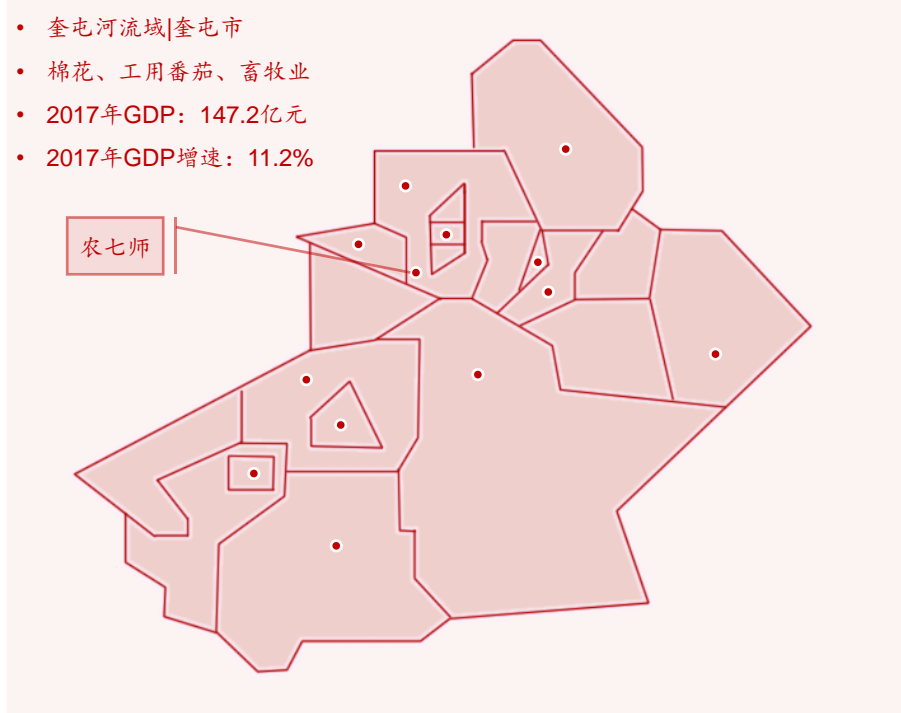 • 奎屯河流域|奎屯市
• 棉花、工用番茄、畜牧业
• 2017年GDP：147.2亿元
• 2017年GDP增速：11.2%
农七师